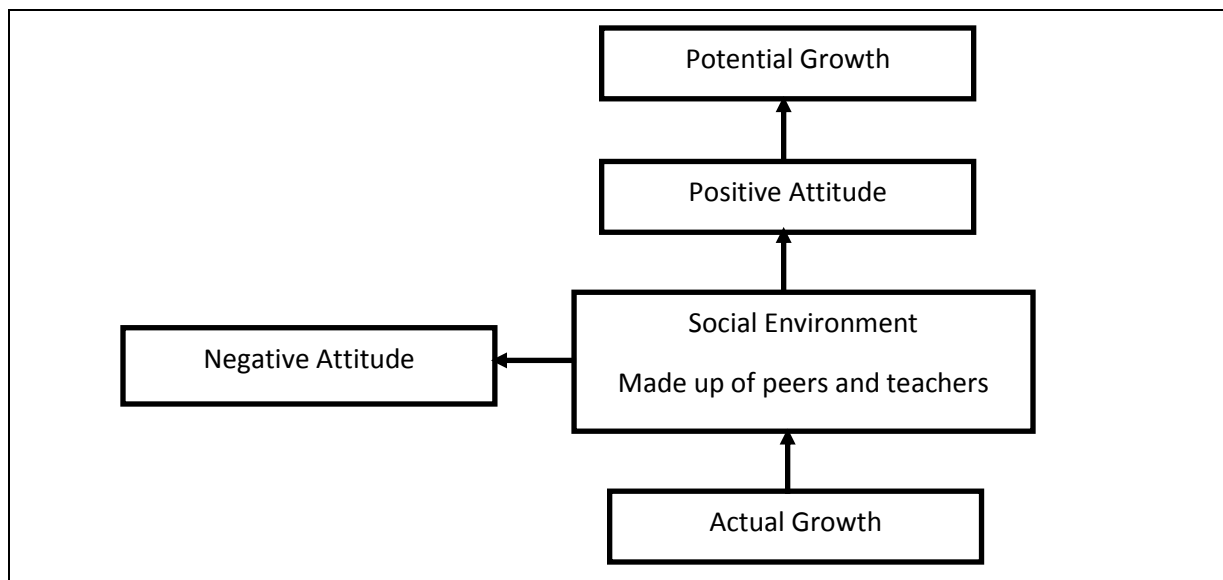 Potential Growth
Positive Attitude
Social Environment
Made up of peers and teachers
Negative Attitude
Actual Growth